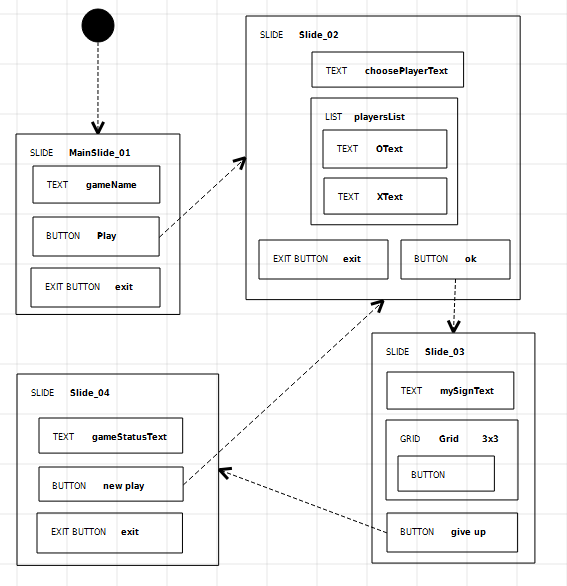 SLIDE MainSlide_01
TEXT gameName
BUTTON Play
EXIT BUTTON exit
SLIDE Slide_02
TEXT choosePlayerText
LIST playersList
TEXT OText
TEXT XText
EXIT BUTTON exit
BUTTON ok
SLIDE Slide_03
TEXT mySignText
GRID Grid 3x3
BUTTON
BUTTON give up
SLIDE Slide_04
TEXT gameStatusText
BUTTON new play
EXIT BUTTON exit